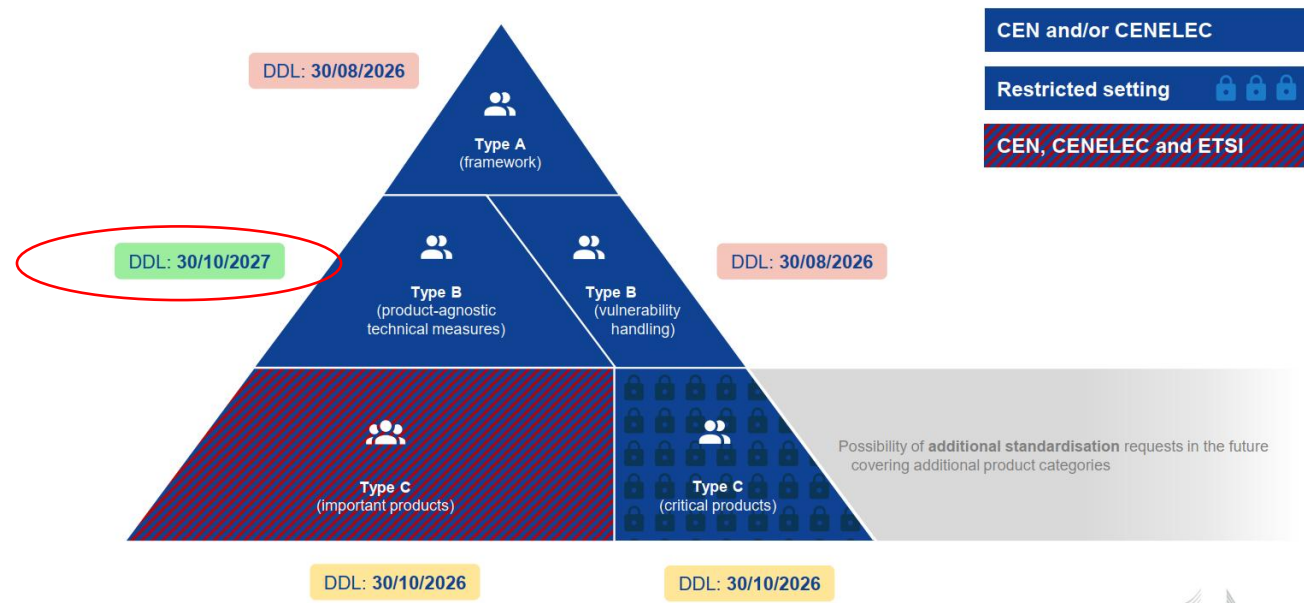 CEN and/or CENELEC
Restricted setting
CEN, CENELEC and ETSI
DDL: 30/08/2026
Type A
(framework)
DDL: 30/10/2027
Type B
(product-agnostic
technical measures)
Type B
(vulnerability
handling)
DDL: 30/08/2026
Type C
(important products)
Type C
(critical products)
Possibility of additional standardisation requests in the future
covering additional product categories
DDL: 30/10/2026
DDL: 30/10/2026